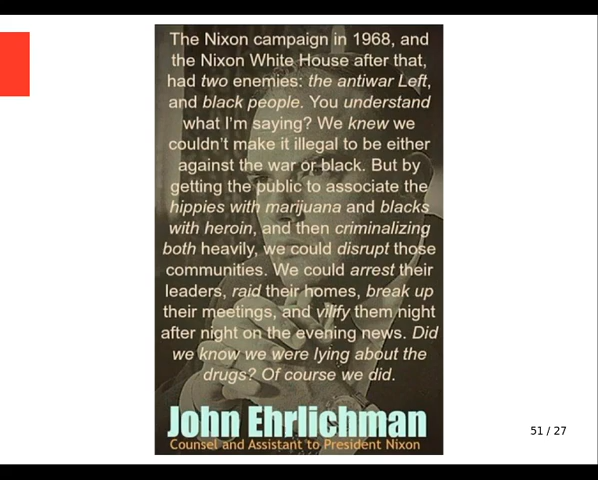 The Nixon campaign in 1968, and
the Nixon White House after that,
had two enemies: the antiwar Left,
and black people. You understand
what I'm saying? We knew we
couldn't make it illegal to be either
against the war or black. But by
getting the public to associate the
hippies with marijuana and blacks
with heroin, and then criminalizing
both heavily, we could disrupt those
communities. We could arrest their
leaders, raid their homes, break up
their meetings, and vilify them night
after night on the evening news. Did
we know we were lying about the
drugs? Of course we did.
John Ehrlichman
Counsel and Assistant to President Nixon
51 / 27